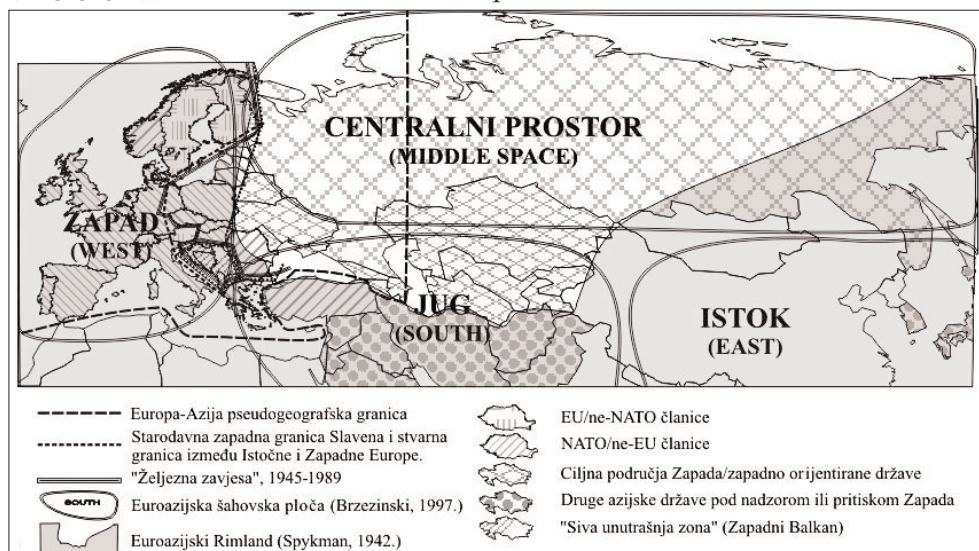 CENTRALNI PROSTOR
(MIDDLE SPACE)
ZAPAD
(WEST)
JUG
(SOUTH)
ISTOK
(EAST)
Europa-Azija pseudogeografska granica
Starodavna zapadna granica Slavena i stvarna
granica između Istočne i Zapadne Europe.
"Željezna zavjesa", 1945-1989
SOUTH
Euroazijska šahovska ploča (Brzezinski, 1997.)
Euroazijski Rimland (Spykman, 1942.)
EU/ne-NATO članice
NATO/ne-EU članice
Ciljna područja Zapada/zapadno orijentirane države
Druge azijske države pod nadzorom ili pritiskom Zapada
"Siva unutrašnja zona" (Zapadni Balkan)